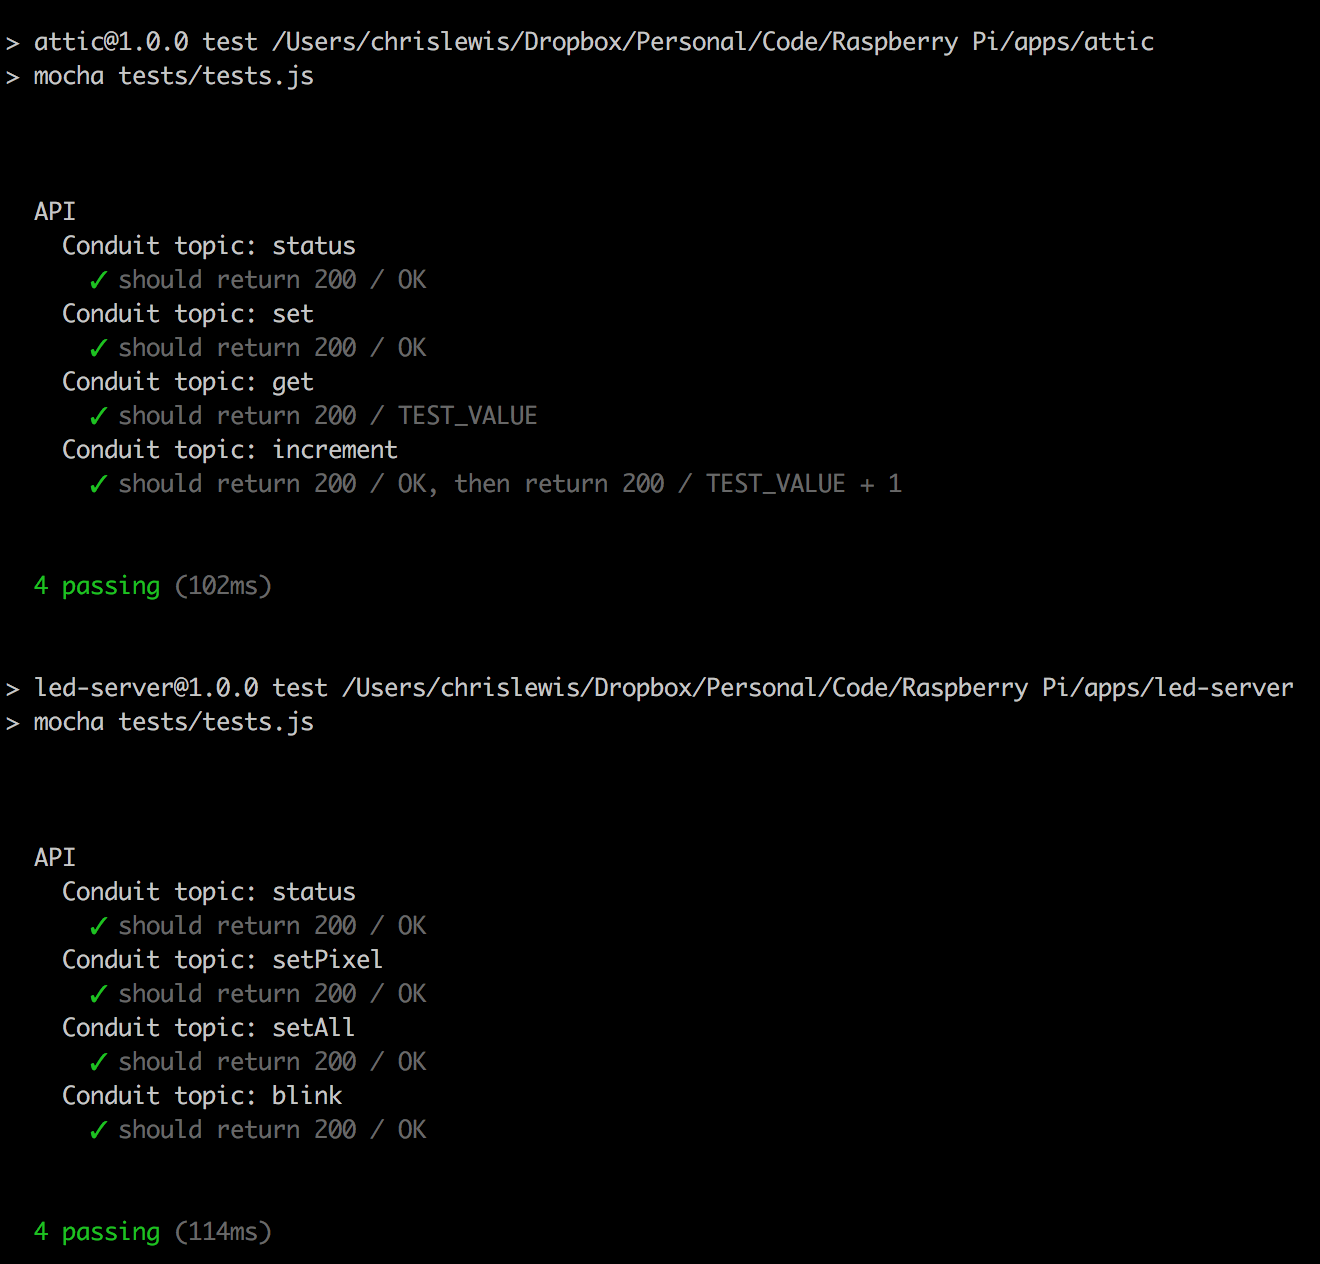 > attic@1.0.0 test /Users/chrislewis/Dropbox/Personal/Code/Raspberry Pi/apps/attic
> mocha tests/tests.js
API
Conduit topic: status
✓ should return 200 / OK
Conduit topic: set
✓ should return 200 / OK
Conduit topic: get
✓ should return 200 / TEST_VALUE
Conduit topic: increment
✓ should return 200 / OK, then return 200 / TEST_VALUE + 1
4 passing (102ms)
> led-server@1.0.0 test /Users/chrislewis/Dropbox/Personal/Code/Raspberry Pi/apps/led-server
> mocha tests/tests.js
API
Conduit topic: status
✓ should return 200 / OK
Conduit topic: setPixel
✓ should return 200 / OK
Conduit topic: setAll
✓ should return 200 / OK
Conduit topic: blink
✓ should return 200 / OK
4 passing (114ms)